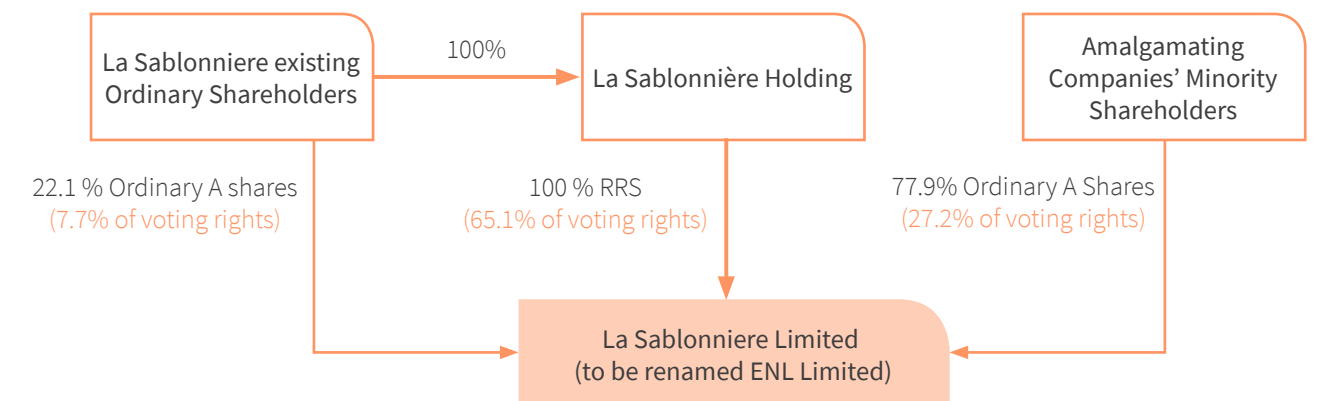 La Sablonniere existing
Ordinary Shareholders
100%
La Sablonnière Holding
Amalgamating
Companies’ Minority
Shareholders
22.1 % Ordinary A shares
(7.7% of voting rights)
100 % RRS
(65.1% of voting rights)
77.9% Ordinary A Shares
(27.2% of voting rights)
La Sablonniere Limited
(to be renamed ENL Limited)